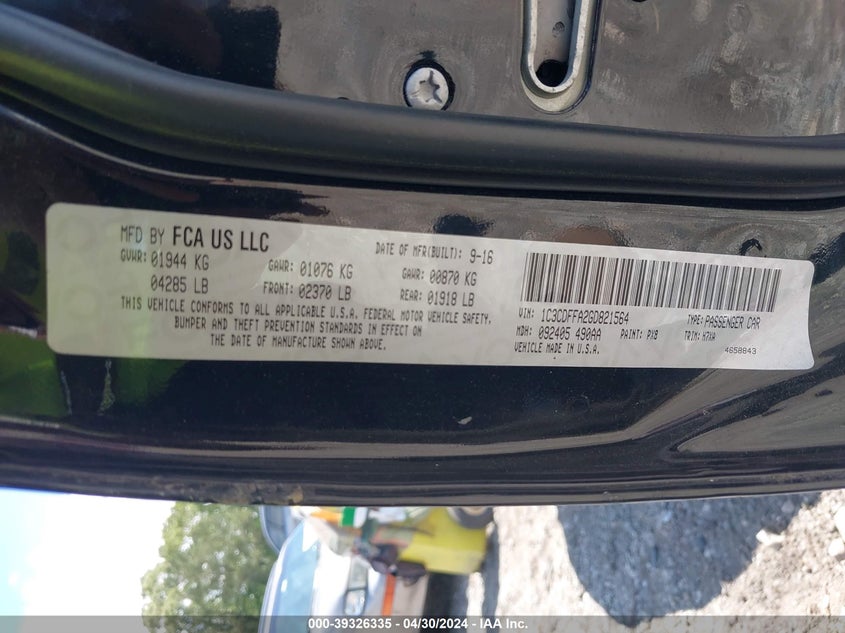 MFD BY FCA US LLC
DATE OF MFR(BUILT): 9-16
GVWR: 01944 KG
GAWR: 01076 KG
GAWR: 00870 KG
04285 LB
FRONT: 02370 LB
REAR: 01918 LB
THIS VEHICLE CONFORMS TO ALL APPLICABLE U.S.A. FEDERAL MOTOR VEHICLE SAFETY,
BUMPER AND THEFT PREVENTION STANDARDS IN EFFECT ON
THE DATE OF MANUFACTURE SHOWN ABOVE.
VIN: 1C3CDFFA2GD821564
TYPE: PASSENGER CAR
MDH: 092405 490AA
PAINT: PX8
TRIM: H7XA
VEHICLE MADE IN U.S.A.
4658843
000-39326335 - 04/30/2024 - IAA Inc.